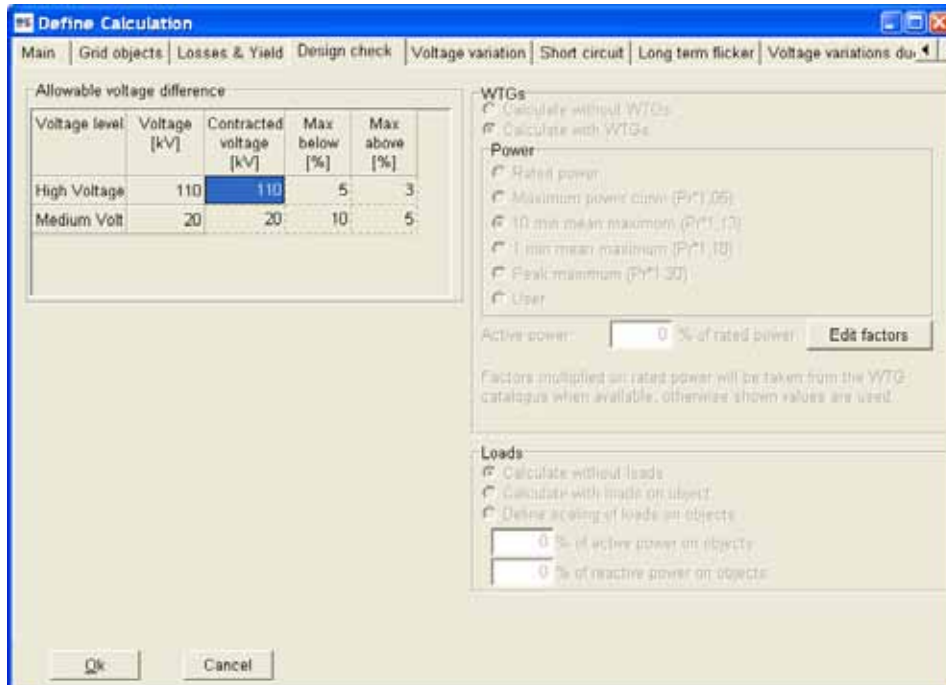 Define Calculation
Main Grid objects Losses & Yield Design check Voltage variation Short circuit Long term flicker Voltage variations du
Allowable voltage difference
Voltage level Voltage [kV] Contracted voltage [kV] Max below [%] Max above [%]
High Voltage 110 110 5 3
Medium Volt 20 20 10 5
WTGs
Calculate without WTGs
Calculate with WTGs
Power
Rated power
Maximum power curve (Pr*1,05)
10 min mean maximum (Pr*1,13)
1 min mean maximum (Pr*1,18)
Peak maximum (Pr*1.30)
User
Active power: 0 % of rated power Edit factors
Factors multiplied on rated power will be taken from the WTG
catalogue when available, otherwise shown values are used
Loads
Calculate without loads
Calculate with loads on object
Define scaling of loads on objects
0 % of active power on objects
0 % of reactive power on objects
Ok Cancel